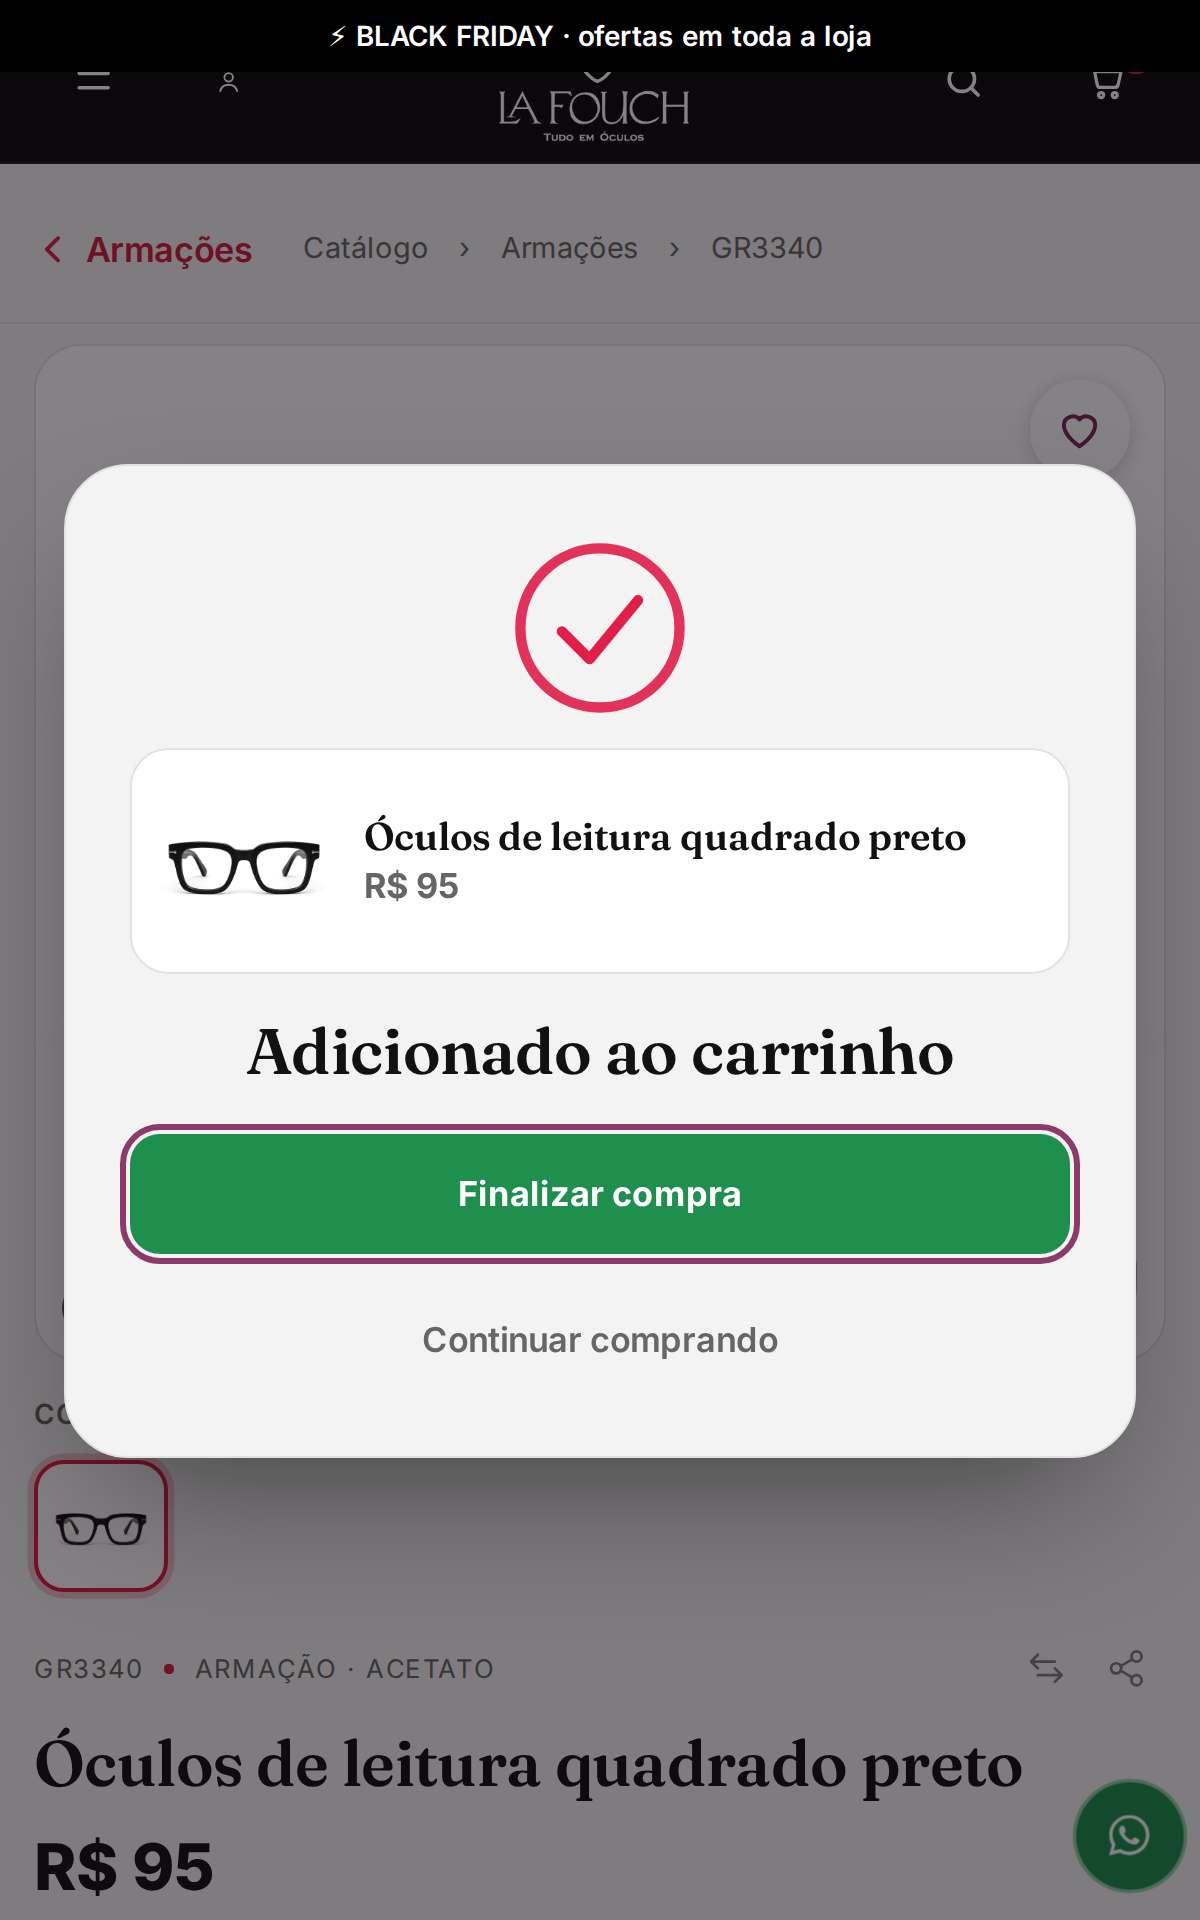 ⚡ BLACK FRIDAY · ofertas em toda a loja
LA FOUCH
TUDO EM ÓCULOS
Armações Catálogo › Armações › GR3340
Óculos de leitura quadrado preto
R$ 95
Adicionado ao carrinho
Finalizar compra
Continuar comprando
GR3340 • ARMAÇÃO · ACETATO
Óculos de leitura quadrado preto
R$ 95